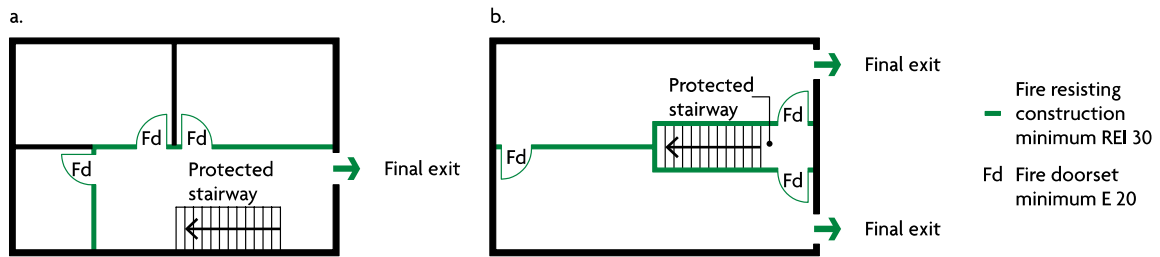 a.
Fd
Fd
Fd
Protected
stairway
Final exit
b.
Protected
stairway
Fd
Fd
Fd
Final exit
Final exit
Fire resisting
construction
minimum REI 30
Fd Fire doorset
minimum E 20